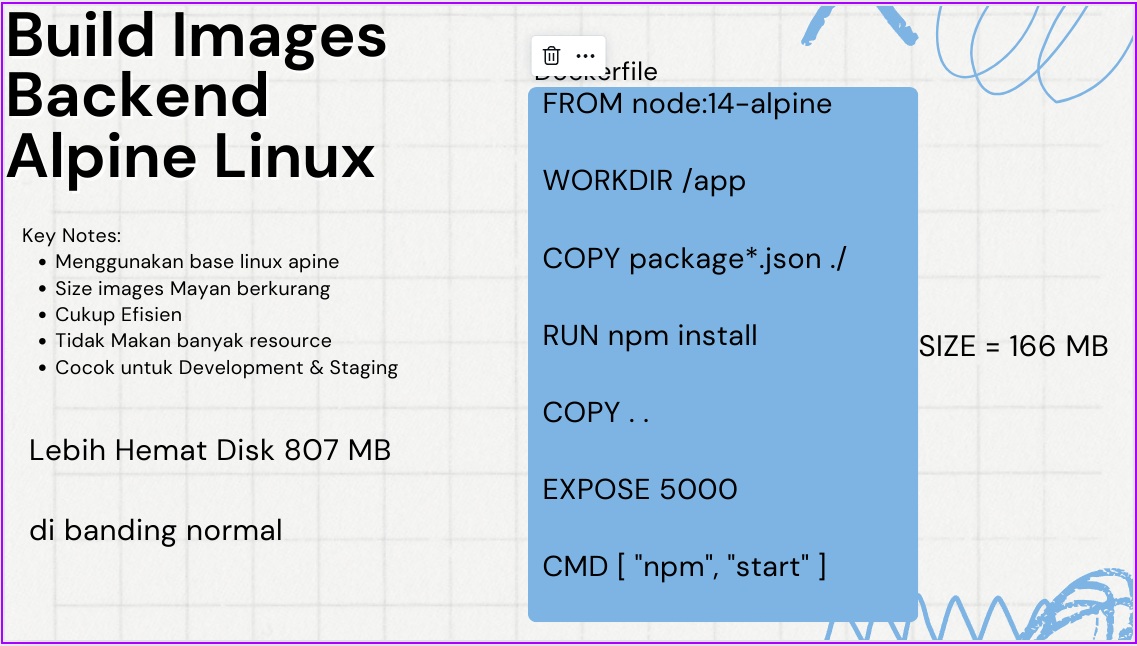 Build Images
Backend
Alpine Linux
Key Notes:
Menggunakan base linux apine
Size images Mayan berkurang
Cukup Efisien
Tidak Makan banyak resource
Cocok untuk Development & Staging
Lebih Hemat Disk 807 MB
di banding normal
Dockerfile
FROM node:14-alpine
WORKDIR /app
COPY package*.json ./
RUN npm install
COPY . .
EXPOSE 5000
CMD [ "npm", "start" ]
SIZE = 166 MB